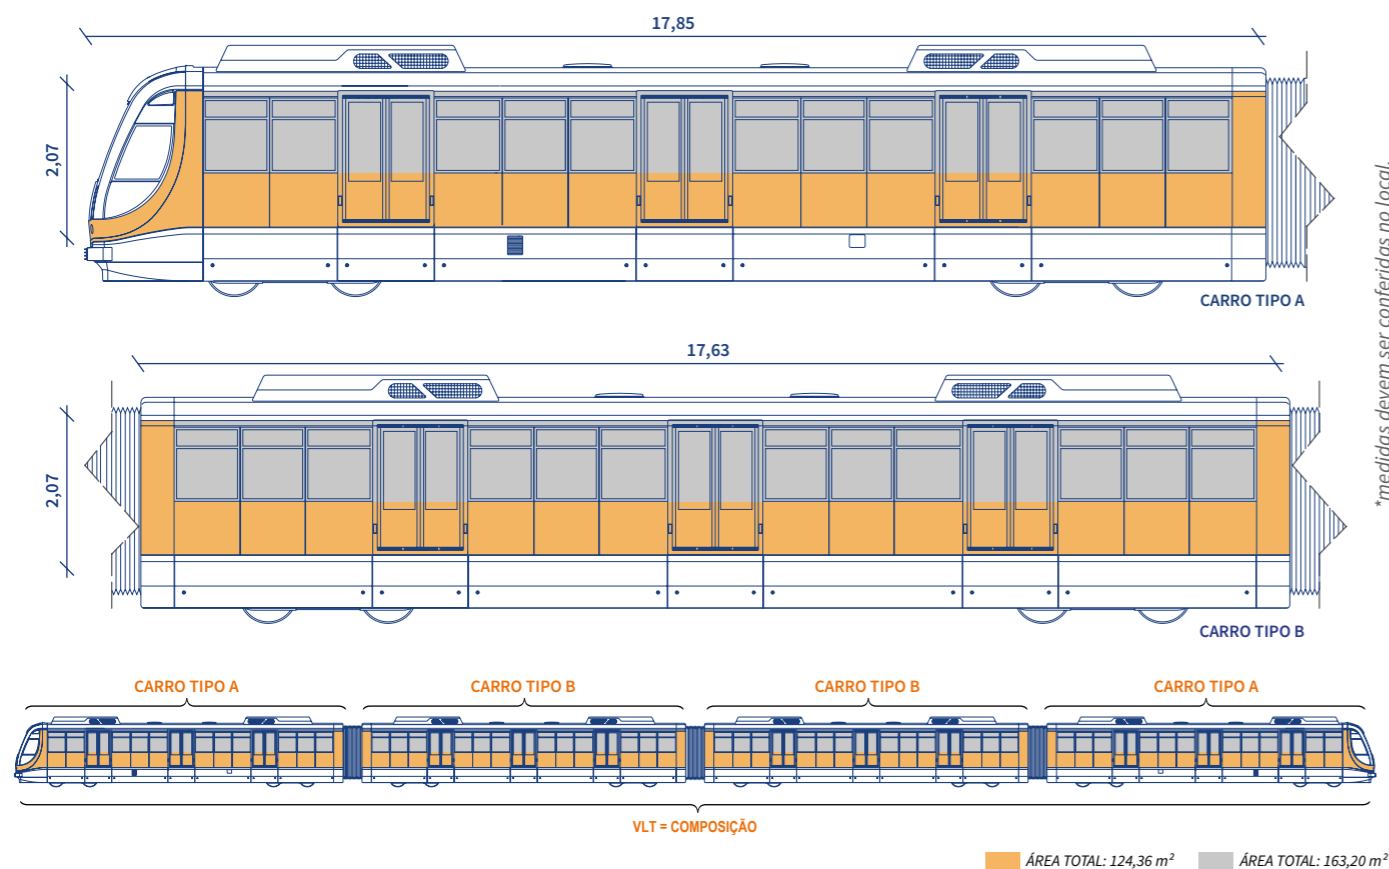 17,85
2,07
CARRO TIPO A
17,63
2,07
CARRO TIPO B
*medidas devem ser conferidas no local.
CARRO TIPO A
CARRO TIPO B
CARRO TIPO B
CARRO TIPO A
VLT = COMPOSIÇÃO
ÁREA TOTAL: 124,36 m²
ÁREA TOTAL: 163,20 m²